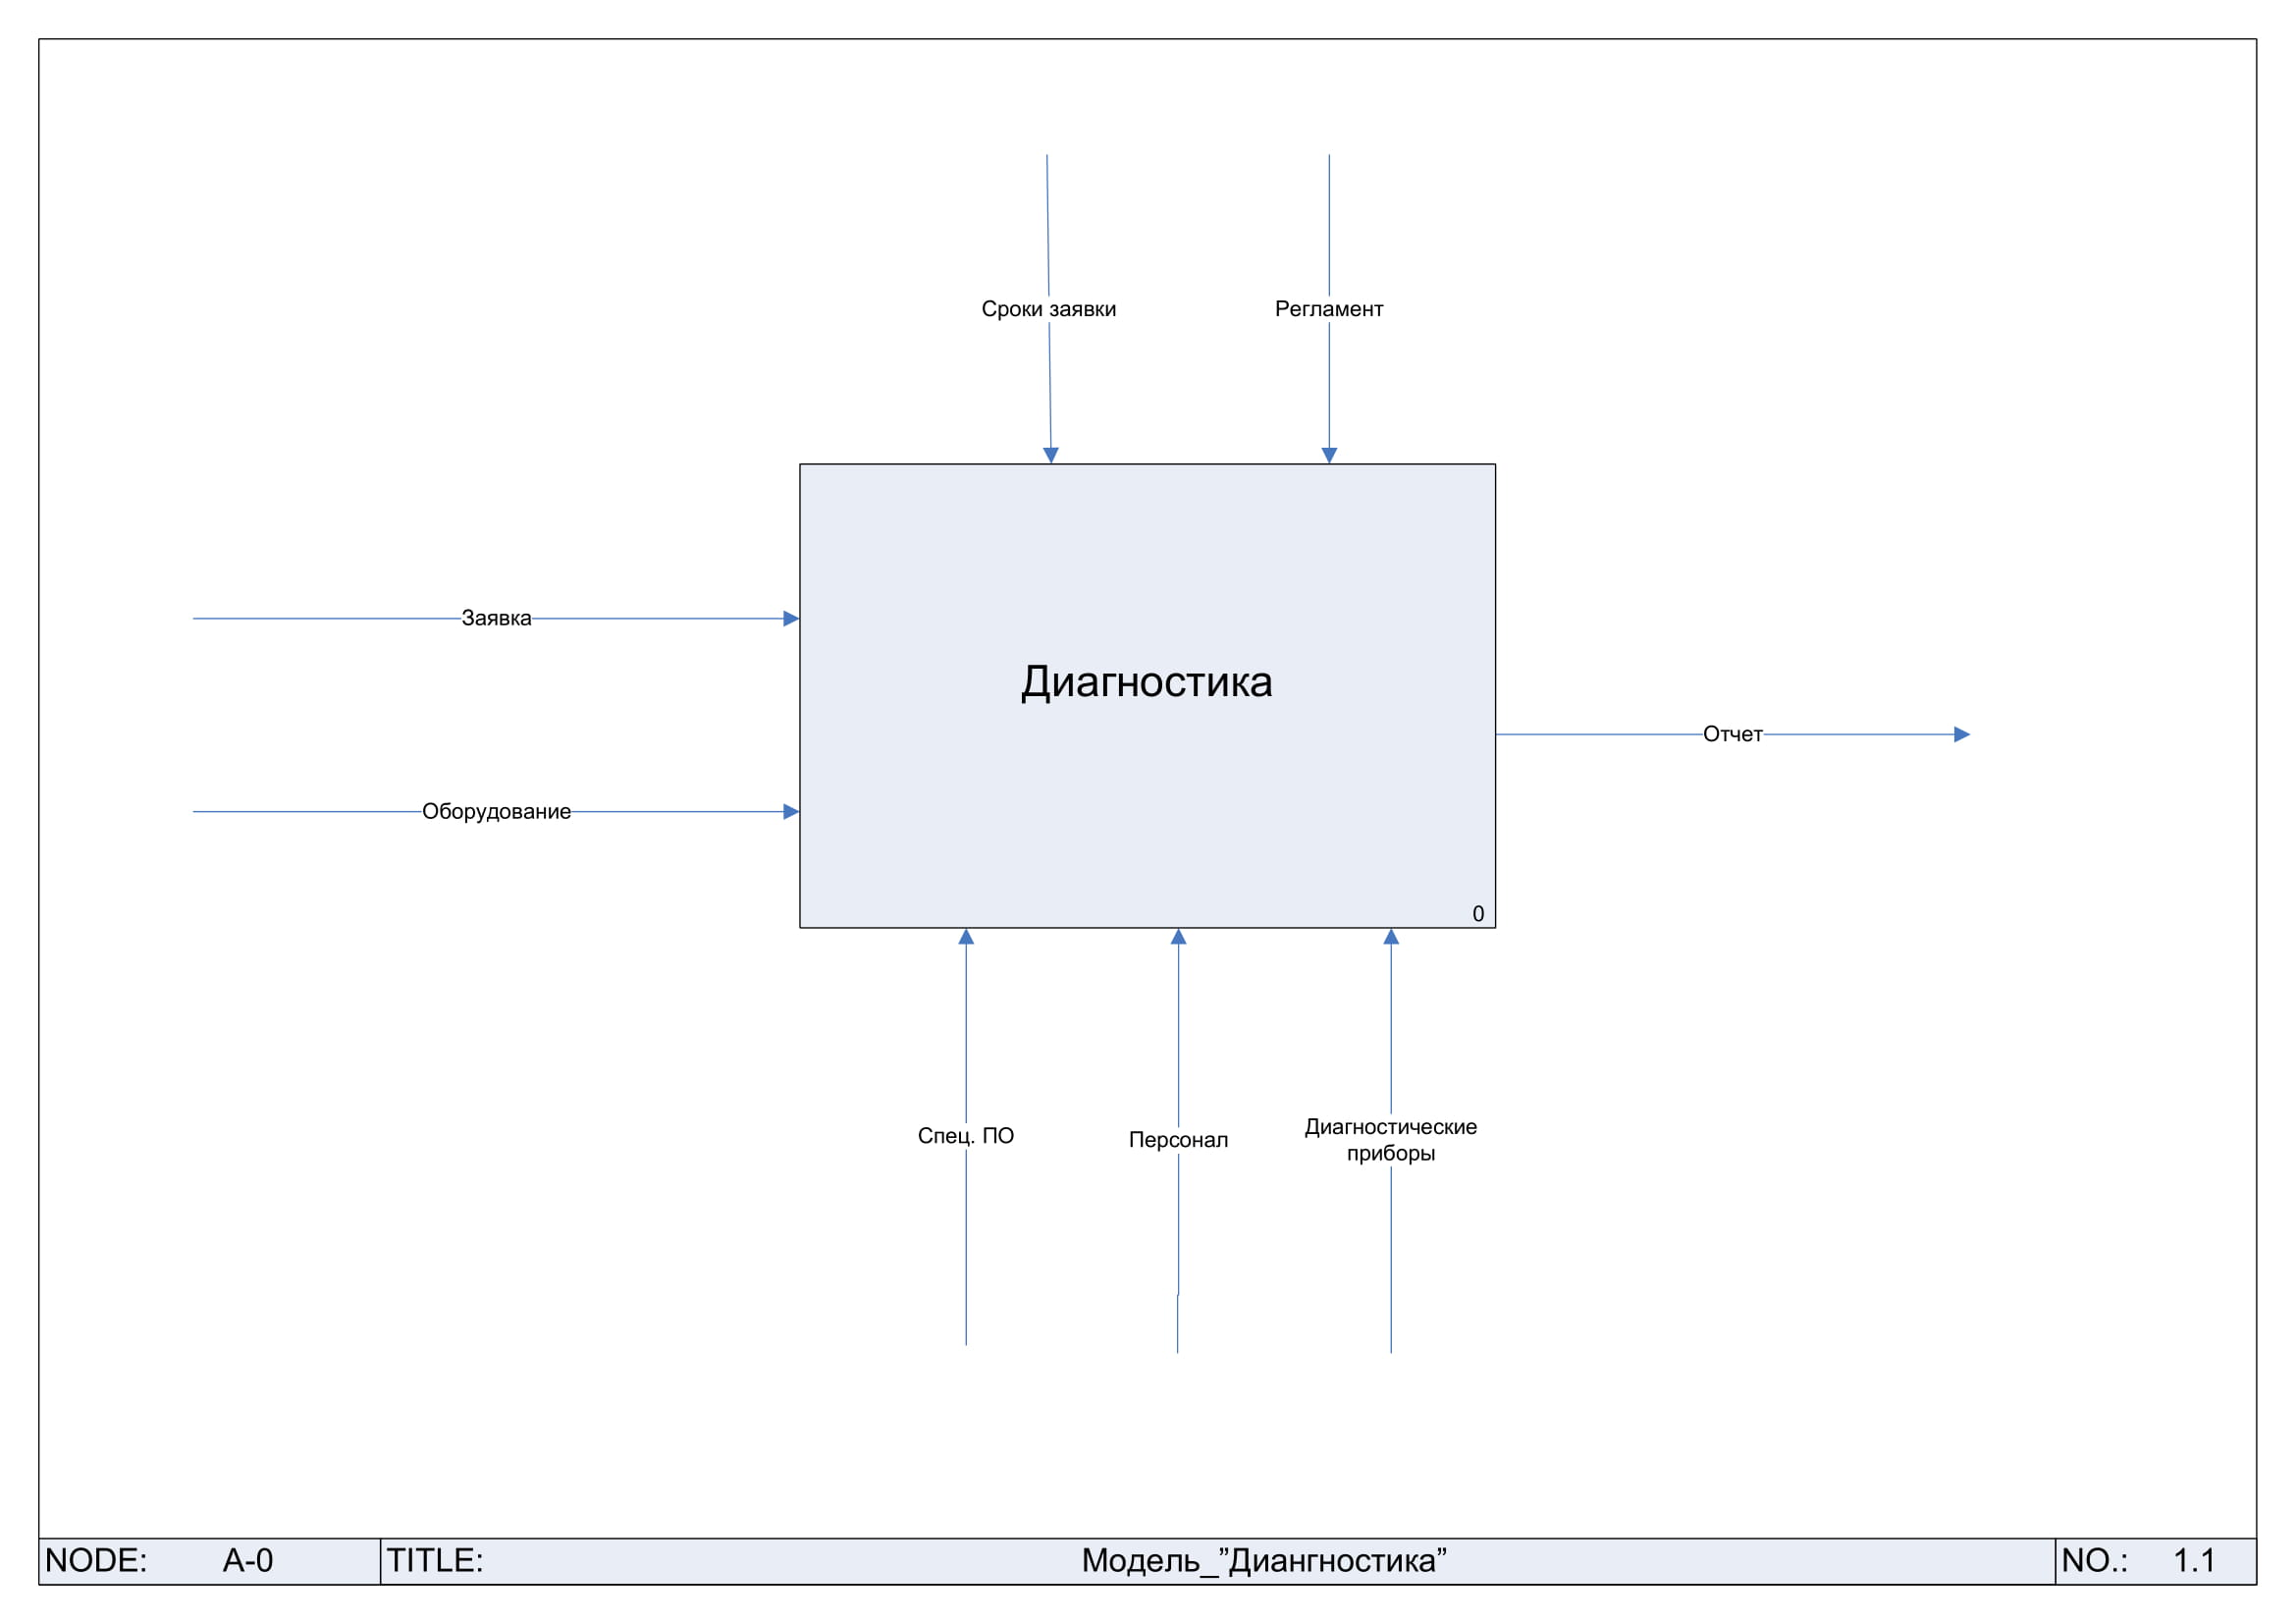 Сроки заявки
Регламент
Заявка
Диагностика
Отчет
Оборудование
0
Спец. ПО
Персонал
Диагностические
приборы
NODE: A-0 TITLE: Модель_”Диангностика” NO.: 1.1